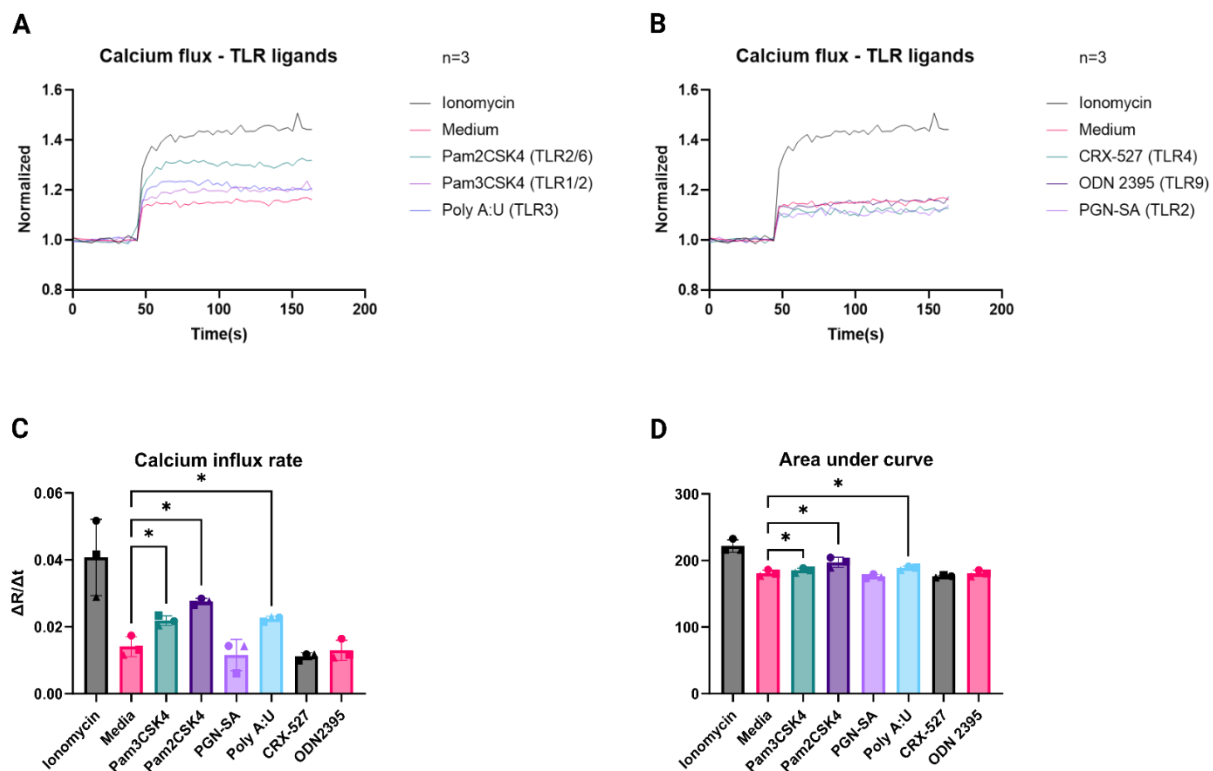 A
Calcium flux - TLR ligands
n=3
Normalized
1.6
1.4
1.2
1.0
0.8
0
50
100
150
200
Time(s)
Ionomycin
Medium
Pam2CSK4 (TLR2/6)
Pam3CSK4 (TLR1/2)
Poly A:U (TLR3)
B
Calcium flux - TLR ligands
n=3
Normalized
1.6
1.4
1.2
1.0
0.8
0
50
100
150
200
Time(s)
Ionomycin
Medium
CRX-527 (TLR4)
ODN 2395 (TLR9)
PGN-SA (TLR2)
C
Calcium influx rate
ΔR/Δt
0.06
0.04
0.02
0.00
*
*
*
Ionomycin
Media
Pam3CSK4
Pam2CSK4
PGN-SA
Poly A:U
CRX-527
ODN2395
D
Area under curve
300
200
100
0
*
*
*
Ionomycin
Media
Pam3CSK4
Pam2CSK4
PGN-SA
Poly A:U
CRX-527
ODN 2395